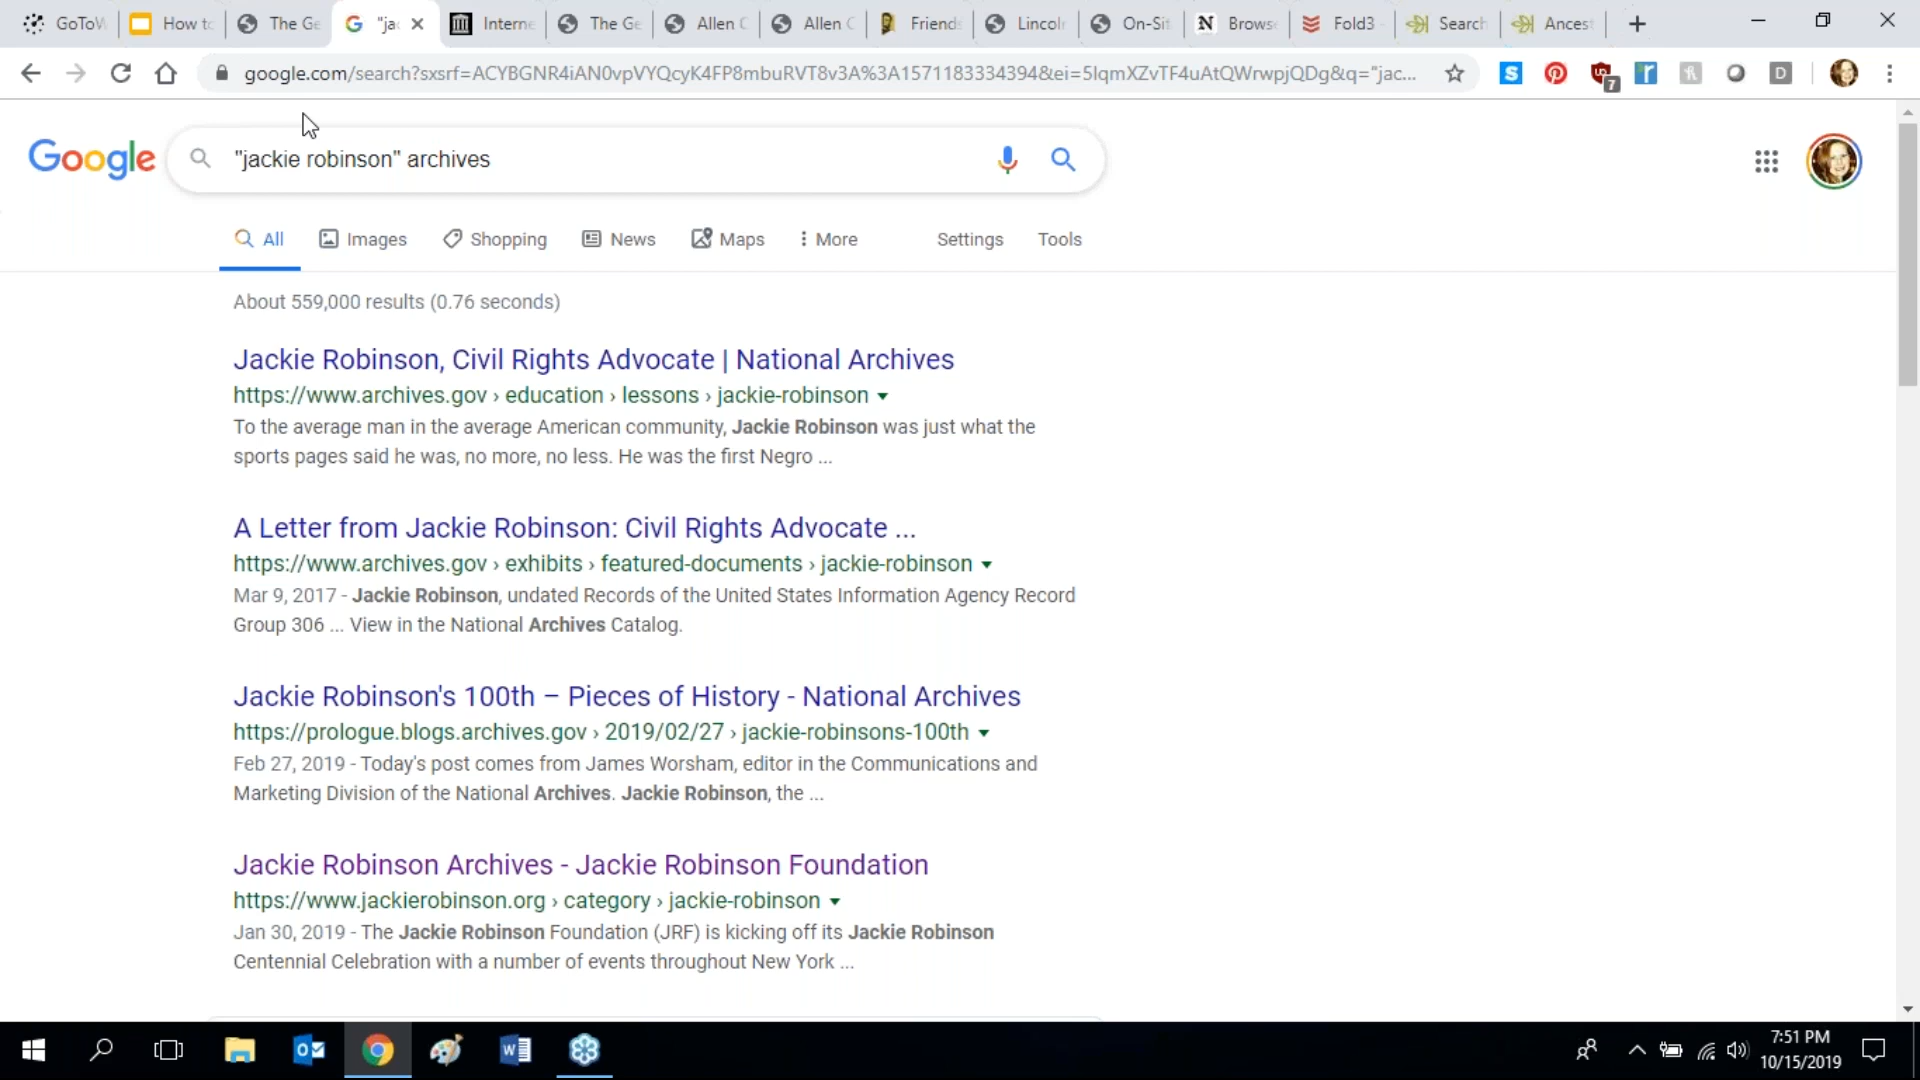 GoToW
How to
The Ge
"jac
Interne
The Ge
Allen C
Allen C
Friends
Lincoln
On-Sit
Browse
Fold3
Search
Ancest
google.com/search?sxsrf=ACYBGNR4iAN0vpVYQcyK4FP8mbuRVT8v3A%3A1571183334394&ei=5IqmXZvTF4uAtQWrwpjQDg&q="jac...
Google
"jackie robinson" archives
All
Images
Shopping
News
Maps
More
Settings
Tools
About 559,000 results (0.76 seconds)
Jackie Robinson, Civil Rights Advocate | National Archives
https://www.archives.gov › education › lessons › jackie-robinson
To the average man in the average American community, Jackie Robinson was just what the
sports pages said he was, no more, no less. He was the first Negro ...
A Letter from Jackie Robinson: Civil Rights Advocate ...
https://www.archives.gov › exhibits › featured-documents › jackie-robinson
Mar 9, 2017 - Jackie Robinson, undated Records of the United States Information Agency Record
Group 306 ... View in the National Archives Catalog.
Jackie Robinson's 100th – Pieces of History - National Archives
https://prologue.blogs.archives.gov › 2019/02/27 › jackie-robinsons-100th
Feb 27, 2019 - Today's post comes from James Worsham, editor in the Communications and
Marketing Division of the National Archives. Jackie Robinson, the ...
Jackie Robinson Archives - Jackie Robinson Foundation
https://www.jackierobinson.org › category › jackie-robinson
Jan 30, 2019 - The Jackie Robinson Foundation (JRF) is kicking off its Jackie Robinson
Centennial Celebration with a number of events throughout New York ...
7:51 PM
10/15/2019